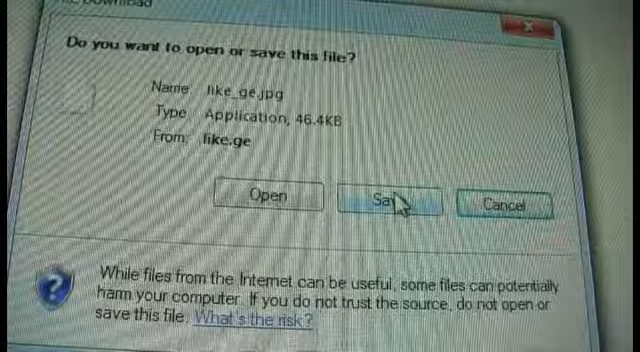 Download
Do you want to open or save this file?
Name: like_ge.jpg
Type: Application, 46.4KB
From: like.ge
Open
Cancel
While files from the Internet can be useful, some files can potentially
harm your computer. If you do not trust the source, do not open or
save this file. What's the risk?